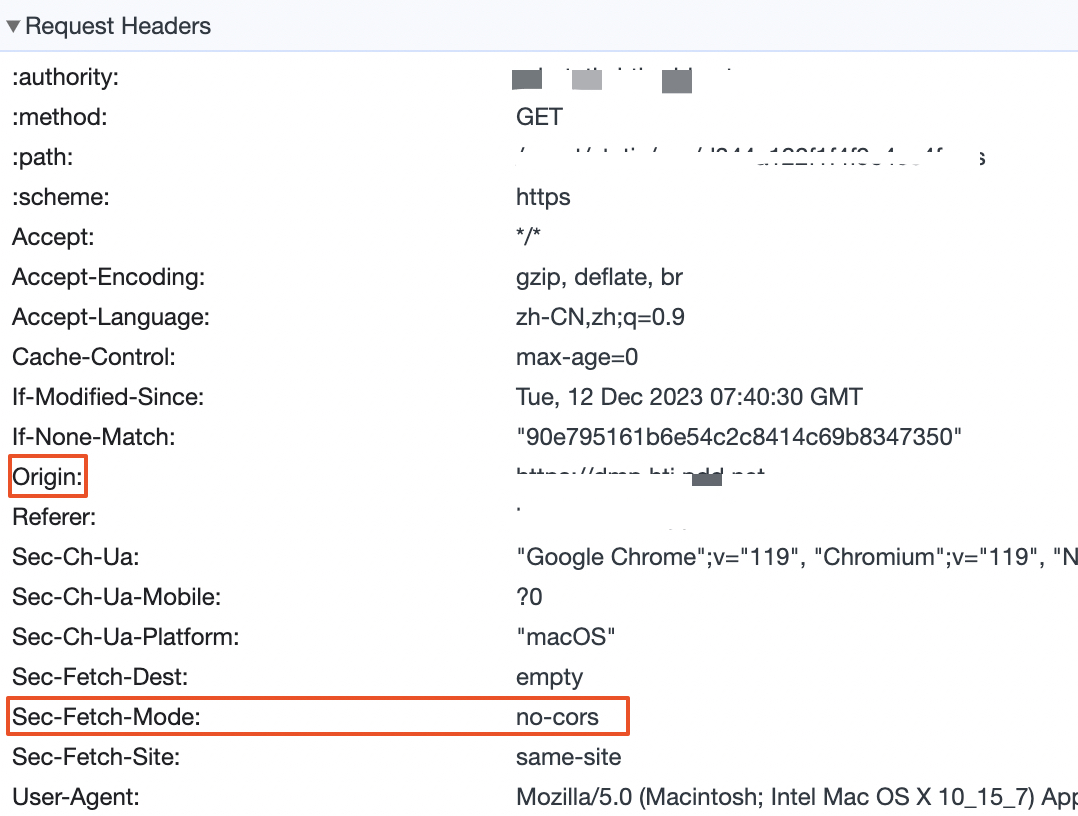 Request Headers
:authority:
:method: GET
:path: s
:scheme: https
Accept: */*
Accept-Encoding: gzip, deflate, br
Accept-Language: zh-CN,zh;q=0.9
Cache-Control: max-age=0
If-Modified-Since: Tue, 12 Dec 2023 07:40:30 GMT
If-None-Match: "90e795161b6e54c2c8414c69b8347350"
Origin:
Referer:
Sec-Ch-Ua: "Google Chrome";v="119", "Chromium";v="119", "N
Sec-Ch-Ua-Mobile: ?0
Sec-Ch-Ua-Platform: "macOS"
Sec-Fetch-Dest: empty
Sec-Fetch-Mode: no-cors
Sec-Fetch-Site: same-site
User-Agent: Mozilla/5.0 (Macintosh; Intel Mac OS X 10_15_7) App